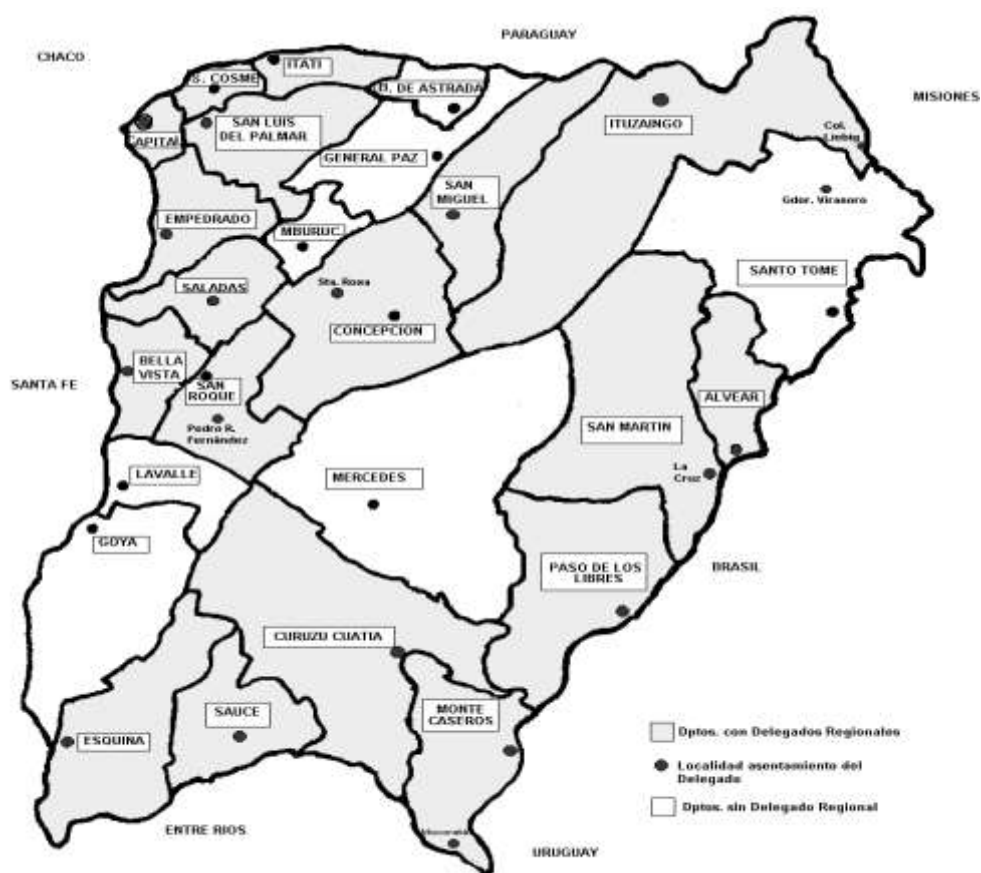 PARAGUAY
CHACO
ITATI
S. COSME
DE ASTRADA
MISIONES
SAN LUIS
DEL PALMAR
ITUZAINGO
CAPITAL
Col.
Liebig
GENERAL PAZ
SAN
MIGUEL
Gdor. Virasoro
EMPEDRADO
MBURUC.
SANTO TOME
SALADAS
Sta. Rosa
CONCEPCION
BELLA
VISTA
SANTA FE
SAN
ROQUE
ALVEAR
Pedro R.
Fernández
SAN MARTIN
LAVALLE
MERCEDES
La
Cruz
GOYA
PASO DE LOS
LIBRES
BRASIL
CURUZU CUATIA
MONTE
CASEROS
SAUCE
ESQUINA
Dptos. con Delegados Regionales
Localidad asentamiento del
Delegado
Dptos. sin Delegado Regional
ENTRE RIOS
URUGUAY